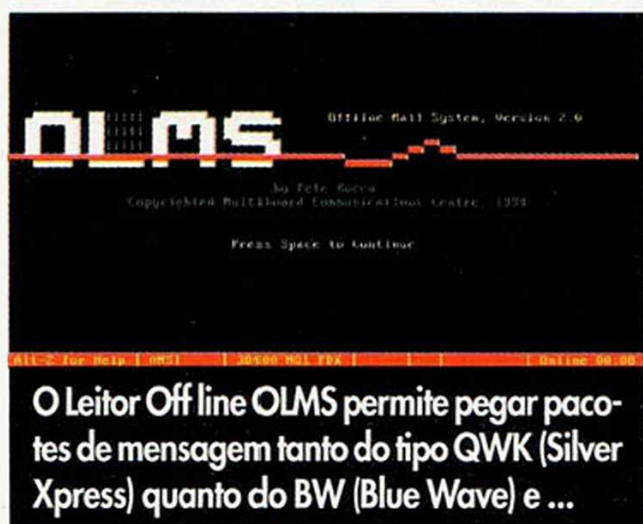 OLMS
Offline Mail System, Version 2.0
by Pete Rocca
Copyrighted Multiboard Communications Centre, 1994
Press Space to Continue
Alt-Z for Help | ANSI | 38400 N81 FDX | | | Online 00:00
O Leitor Off line OLMS permite pegar paco-
tes de mensagem tanto do tipo QWK (Silver
Xpress) quanto do BW (Blue Wave) e ...